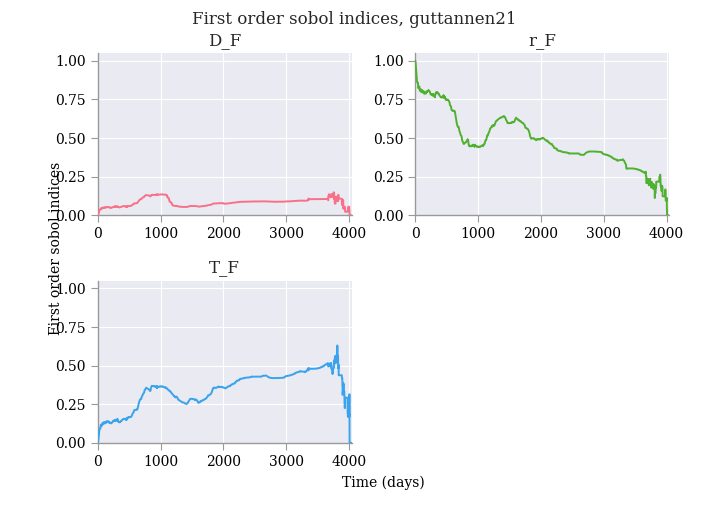 First order sobol indices, guttannen21
D_F
r_F
1.00
0.75
0.50
0.25
0.00
0 1000 2000 3000 4000
1.00
0.75
0.50
0.25
0.00
0 1000 2000 3000 4000
First order sobol indices
T_F
1.00
0.75
0.50
0.25
0.00
0 1000 2000 3000 4000
Time (days)